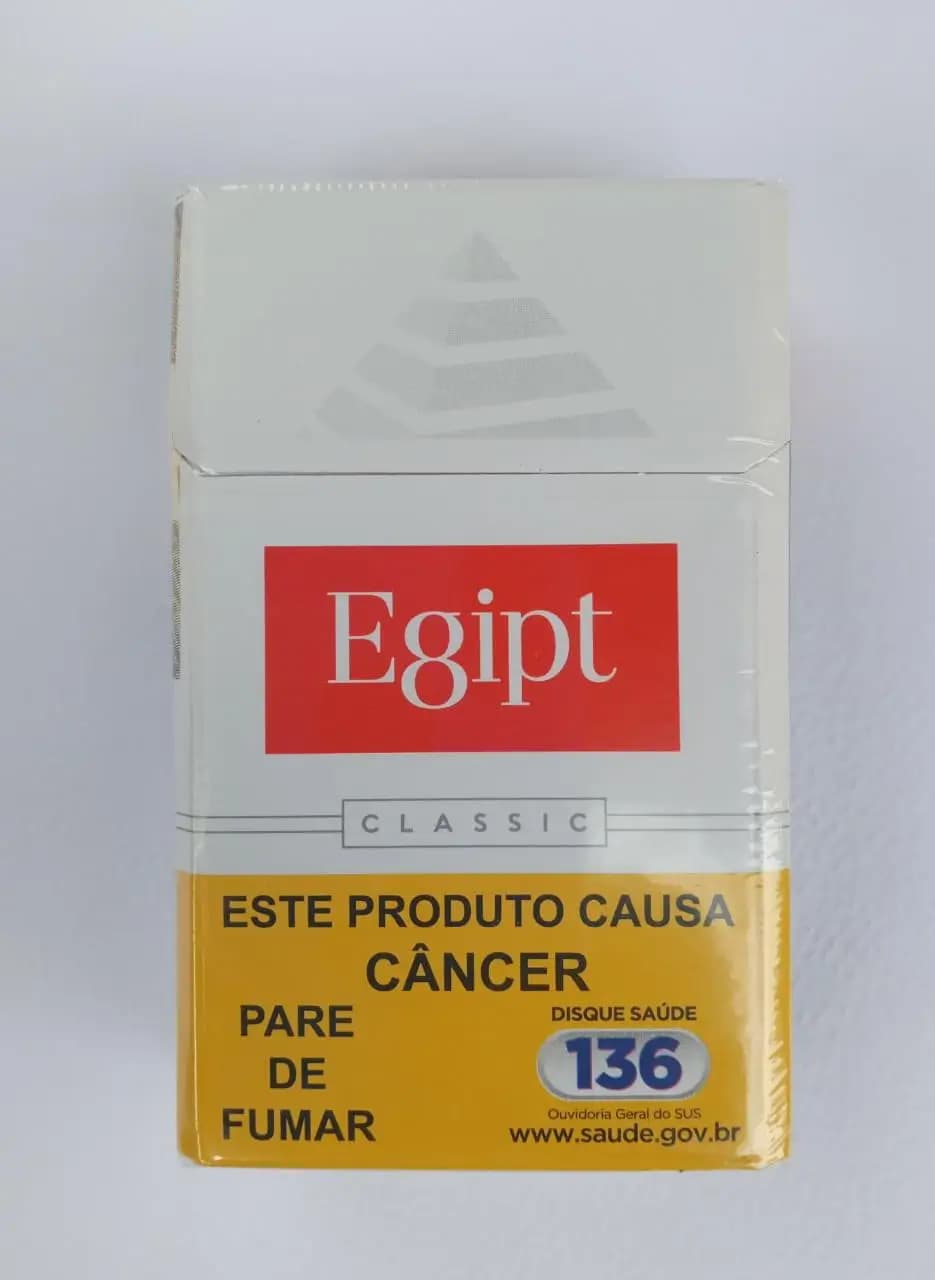 Egipt
CLASSIC
ESTE PRODUTO CAUSA
CÂNCER
PARE
DE
FUMAR
DISQUE SAÚDE
136
Ouvidoria Geral do SUS
www.saude.gov.br